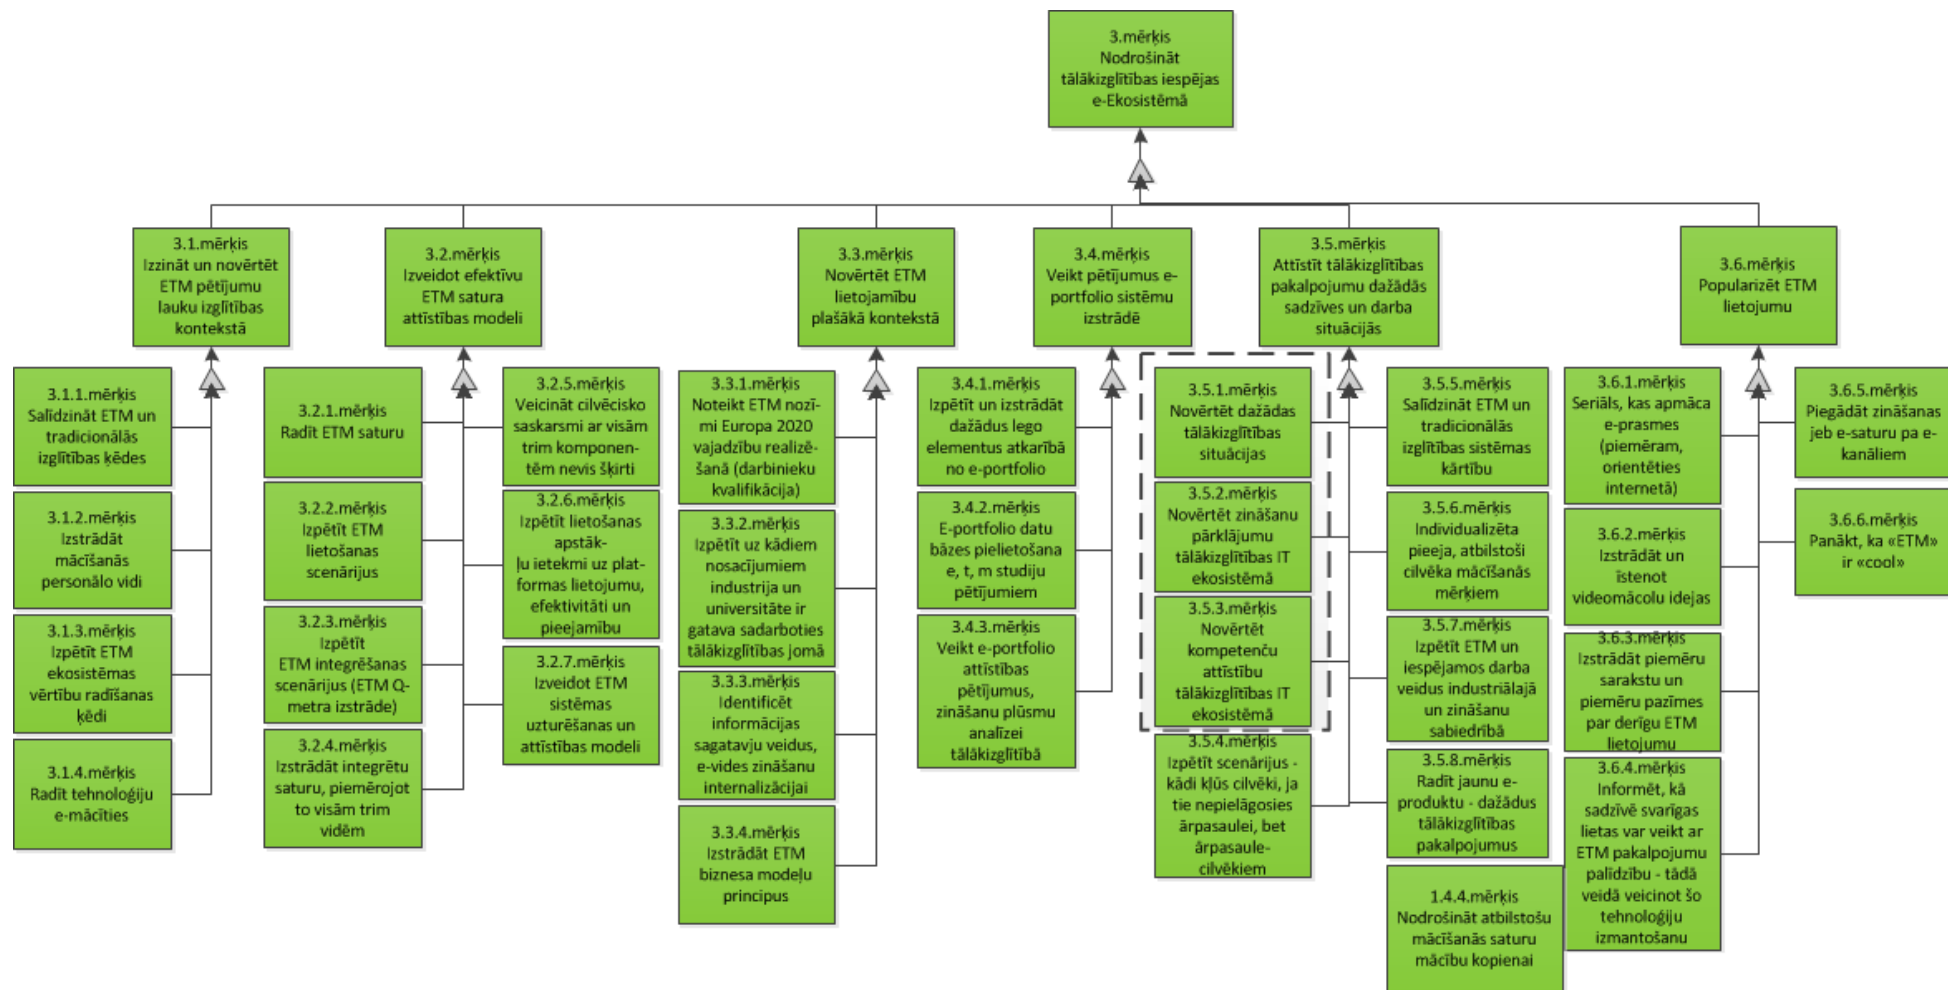 3.mērķis
Nodrošināt
tālākizglītības iespējas
e-Ekosistēmā
3.1.mērķis
Izzināt un novērtēt
ETM pētījumu
lauku izglītības
kontekstā
3.2.mērķis
Izveidot efektīvu
ETM satura
attīstības modeli
3.3.mērķis
Novērtēt ETM
lietojamību
plašākā kontekstā
3.4.mērķis
Veikt pētījumus e-
portfolio sistēmu
izstrādē
3.5.mērķis
Attīstīt tālākizglītības
pakalpojumu dažādās
sadzīves un darba
situācijās
3.6.mērķis
Popularizēt ETM
lietojumu
3.1.1.mērķis
Salīdzināt ETM un
tradicionālās
izglītības ķēdes
3.1.2.mērķis
Izstrādāt
mācīšanās
personālo vidi
3.1.3.mērķis
Izpētīt ETM
ekosistēmas
vērtību radīšanas
ķēdi
3.1.4.mērķis
Radīt tehnoloģiju
e-mācīties
3.2.1.mērķis
Radīt ETM saturu
3.2.2.mērķis
Izpētīt ETM
lietošanas
scenārijus
3.2.3.mērķis
Izpētīt
ETM integrēšanas
scenārijus (ETM Q-
metra izstrāde)
3.2.4.mērķis
Izstrādāt integrētu
saturu, piemērojot
to visām trim
vidēm
3.2.5.mērķis
Veicināt cilvēcisko
saskarsmi ar visām
trim komponen-
tēm nevis šķirti
3.2.6.mērķis
Izpētīt lietošanas
apstāk-
ļu ietekmi uz plat-
formas lietojumu,
efektivitāti un
pieejamību
3.2.7.mērķis
Izveidot ETM
sistēmas
uzturēšanas un
attīstības modeli
3.3.1.mērķis
Noteikt ETM nozī-
mi Europa 2020
vajadzību realizē-
šanā (darbinieku
kvalifikācija)
3.3.2.mērķis
Izpētīt uz kādiem
nosacījumiem
industrija un
universitāte ir
gatava sadarboties
tālākizglītības jomā
3.3.3.mērķis
Identificēt
informācijas
sagatavju veidus,
e-vides zināšanu
internalizācijai
3.3.4.mērķis
Izstrādāt ETM
biznesa modeļu
principus
3.4.1.mērķis
Izpētīt un izstrādāt
dažādus lego
elementus atkarībā
no e-portfolio
3.4.2.mērķis
E-portfolio datu
bāzes pielietošana
e, t, m studiju
pētījumiem
3.4.3.mērķis
Veikt e-portfolio
attīstības
pētījumus,
zināšanu plūsmu
analīzei
tālākizglītībā
3.5.1.mērķis
Novērtēt dažādas
tālākizglītības
situācijas
3.5.2.mērķis
Novērtēt zināšanu
pārklājumu
tālākizglītības IT
ekosistēmā
3.5.3.mērķis
Novērtēt
kompetenču
attīstību
tālākizglītības IT
ekosistēmā
3.5.4.mērķis
Izpētīt scenārijus -
kādi kļūs cilvēki, ja
tie nepielāgosies
ārpasaulei, bet
ārpasaule-
cilvēkiem
3.5.5.mērķis
Salīdzināt ETM un
tradicionālās
izglītības sistēmas
kārtību
3.5.6.mērķis
Individualizēta
pieeja, atbilstoši
cilvēka mācīšanās
mērķiem
3.5.7.mērķis
Izpētīt ETM un
iespējamos darba
veidus industriālajā
un zināšanu
sabiedrībā
3.5.8.mērķis
Radīt jaunu e-
produktu - dažādus
tālākizglītības
pakalpojumus
1.4.4.mērķis
Nodrošināt atbilstošu
mācīšanās saturu
mācību kopienai
3.6.1.mērķis
Seriāls, kas apmāca
e-prasmes
(piemēram,
orientēties
internetā)
3.6.2.mērķis
Izstrādāt un
īstenot
videomācolu idejas
3.6.3.mērķis
Izstrādāt piemēru
sarakstu un
piemēru pazīmes
par derīgu ETM
lietojumu
3.6.4.mērķis
Informēt, kā
sadzīvē svarīgas
lietas var veikt ar
ETM pakalpojumu
palīdzību - tādā
veidā veicinot šo
tehnoloģiju
izmantošanu
3.6.5.mērķis
Piegādāt zināšanas
jeb e-saturu pa e-
kanāliem
3.6.6.mērķis
Panākt, ka «ETM»
ir «cool»